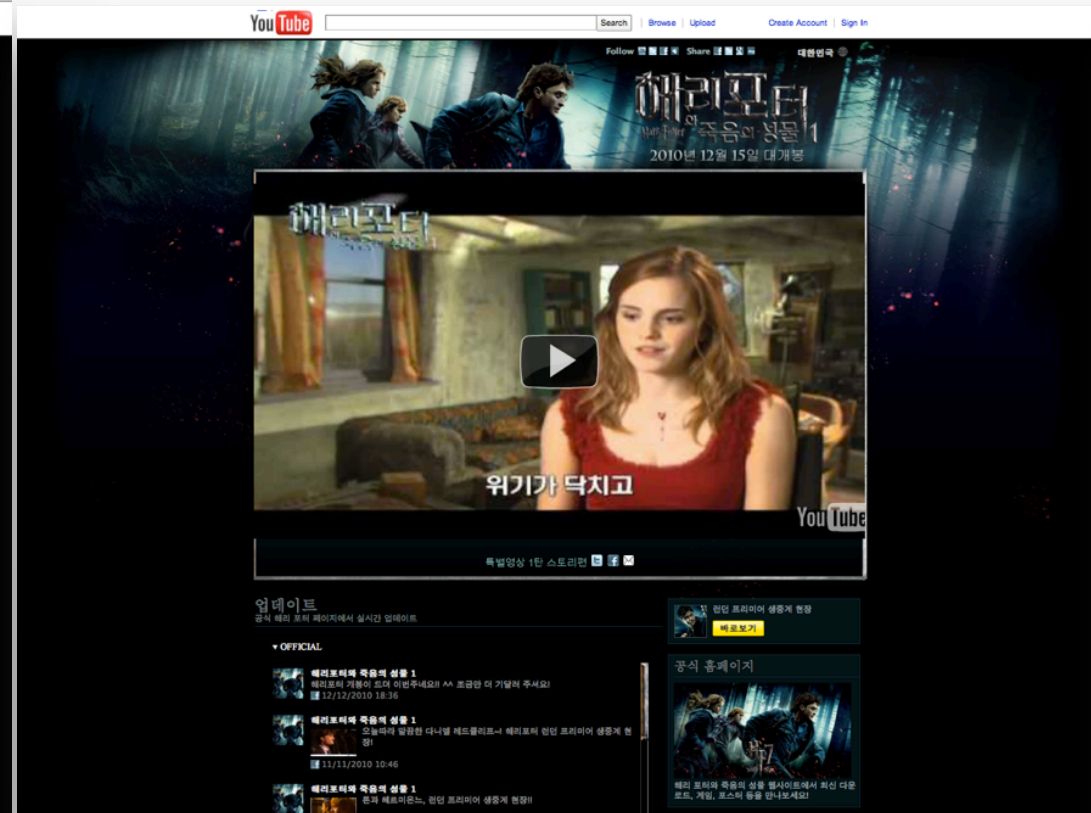 YouTube Search Browse Upload Create Account Sign In
Follow Share 대한민국
해리포터
와 죽음의 성물 1
2010년 12월 15일 대개봉
해리포터
위기가 닥치고
YouTube
특별영상 1탄 스토리편
업데이트
공식 해리 포터 페이지에서 실시간 업데이트
▾ OFFICIAL
해리포터와 죽음의 성물 1
해리포터 개봉이 드뎌 이번주네요!! ^^ 조금만 더 기달려 주셔요!
12/12/2010 18:36
해리포터와 죽음의 성물 1
오늘따라 말끔한 다니엘 레드클리프~! 해리포터 런던 프리미어 생중계 현
장!
11/11/2010 10:46
해리포터와 죽음의 성물 1
론과 헤르미온느, 런던 프리미어 생중계 현장!!
런던 프리미어 생중계 현장
바로보기
공식 홈페이지
해리 포터와 죽음의 성물 웹사이트에서 최신 다운
로드, 게임, 포스터 등을 만나보세요!